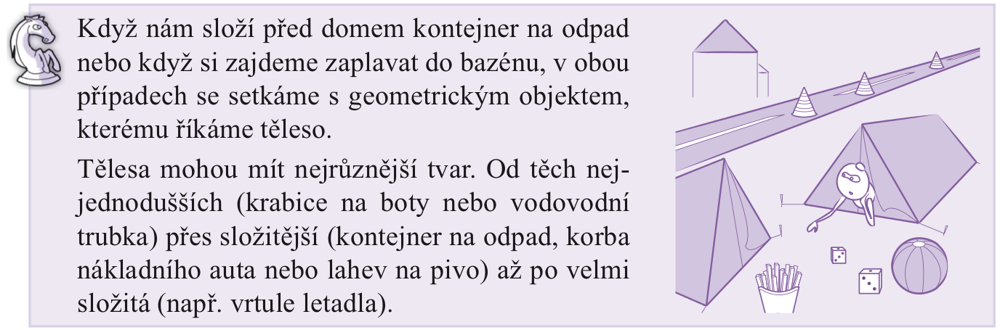 Když nám složí před domem kontejner na odpad
nebo když si zajdeme zaplavat do bazénu, v obou
případech se setkáme s geometrickým objektem,
kterému říkáme těleso.
Tělesa mohou mít nejrůznější tvar. Od těch nej-
jednodušších (krabice na boty nebo vodovodní
trubka) přes složitější (kontejner na odpad, korba
nákladního auta nebo lahev na pivo) až po velmi
složitá (např. vrtule letadla).